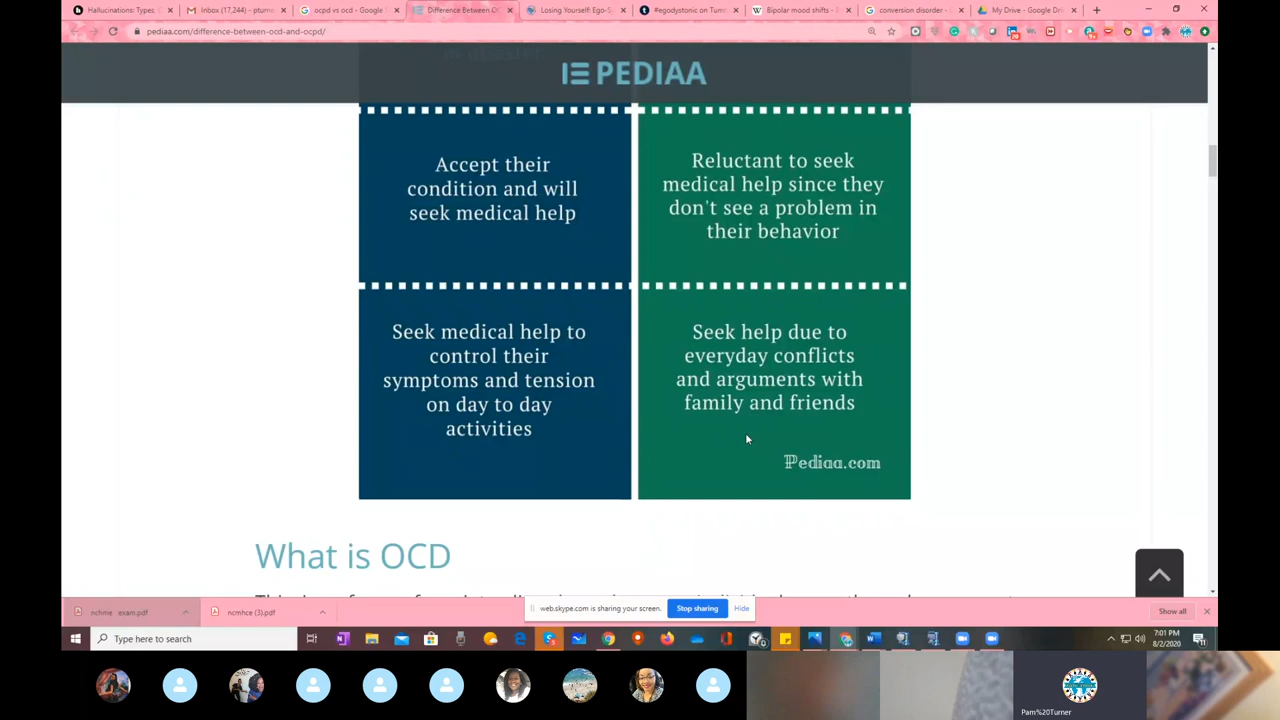 Hallucinations: Types, C
Inbox (17,244) - pturne
ocpd vs ocd - Google
Difference Between OC
Losing Yourself: Ego-S
#egodystonic on Tumr
Bipolar mood shifts -
conversion disorder -
My Drive - Google Dri
pediaa.com/difference-between-ocd-and-ocpd/
PEDIAA
Accept their
condition and will
seek medical help
Reluctant to seek
medical help since they
don't see a problem in
their behavior
Seek medical help to
control their
symptoms and tension
on day to day
activities
Seek help due to
everyday conflicts
and arguments with
family and friends
Pediaa.com
What is OCD
nchme exam.pdf
ncmhce (3).pdf
web.skype.com is sharing your screen.
Stop sharing
Hide
Show all
Type here to search
7:01 PM
8/2/2020
Pam%20Turner